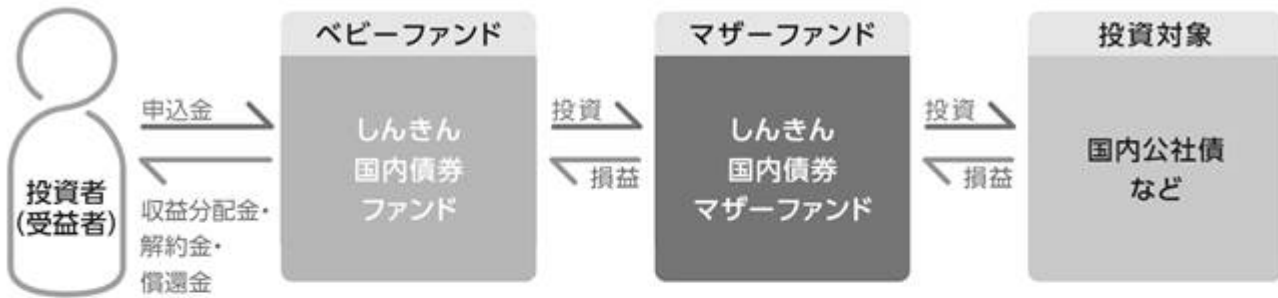 投資者
(受益者)
申込金
収益分配金・
解約金・
償還金
ベビーファンド
しんきん
国内債券
ファンド
投資
損益
マザーファンド
しんきん
国内債券
マザーファンド
投資
損益
投資対象
国内公社債
など